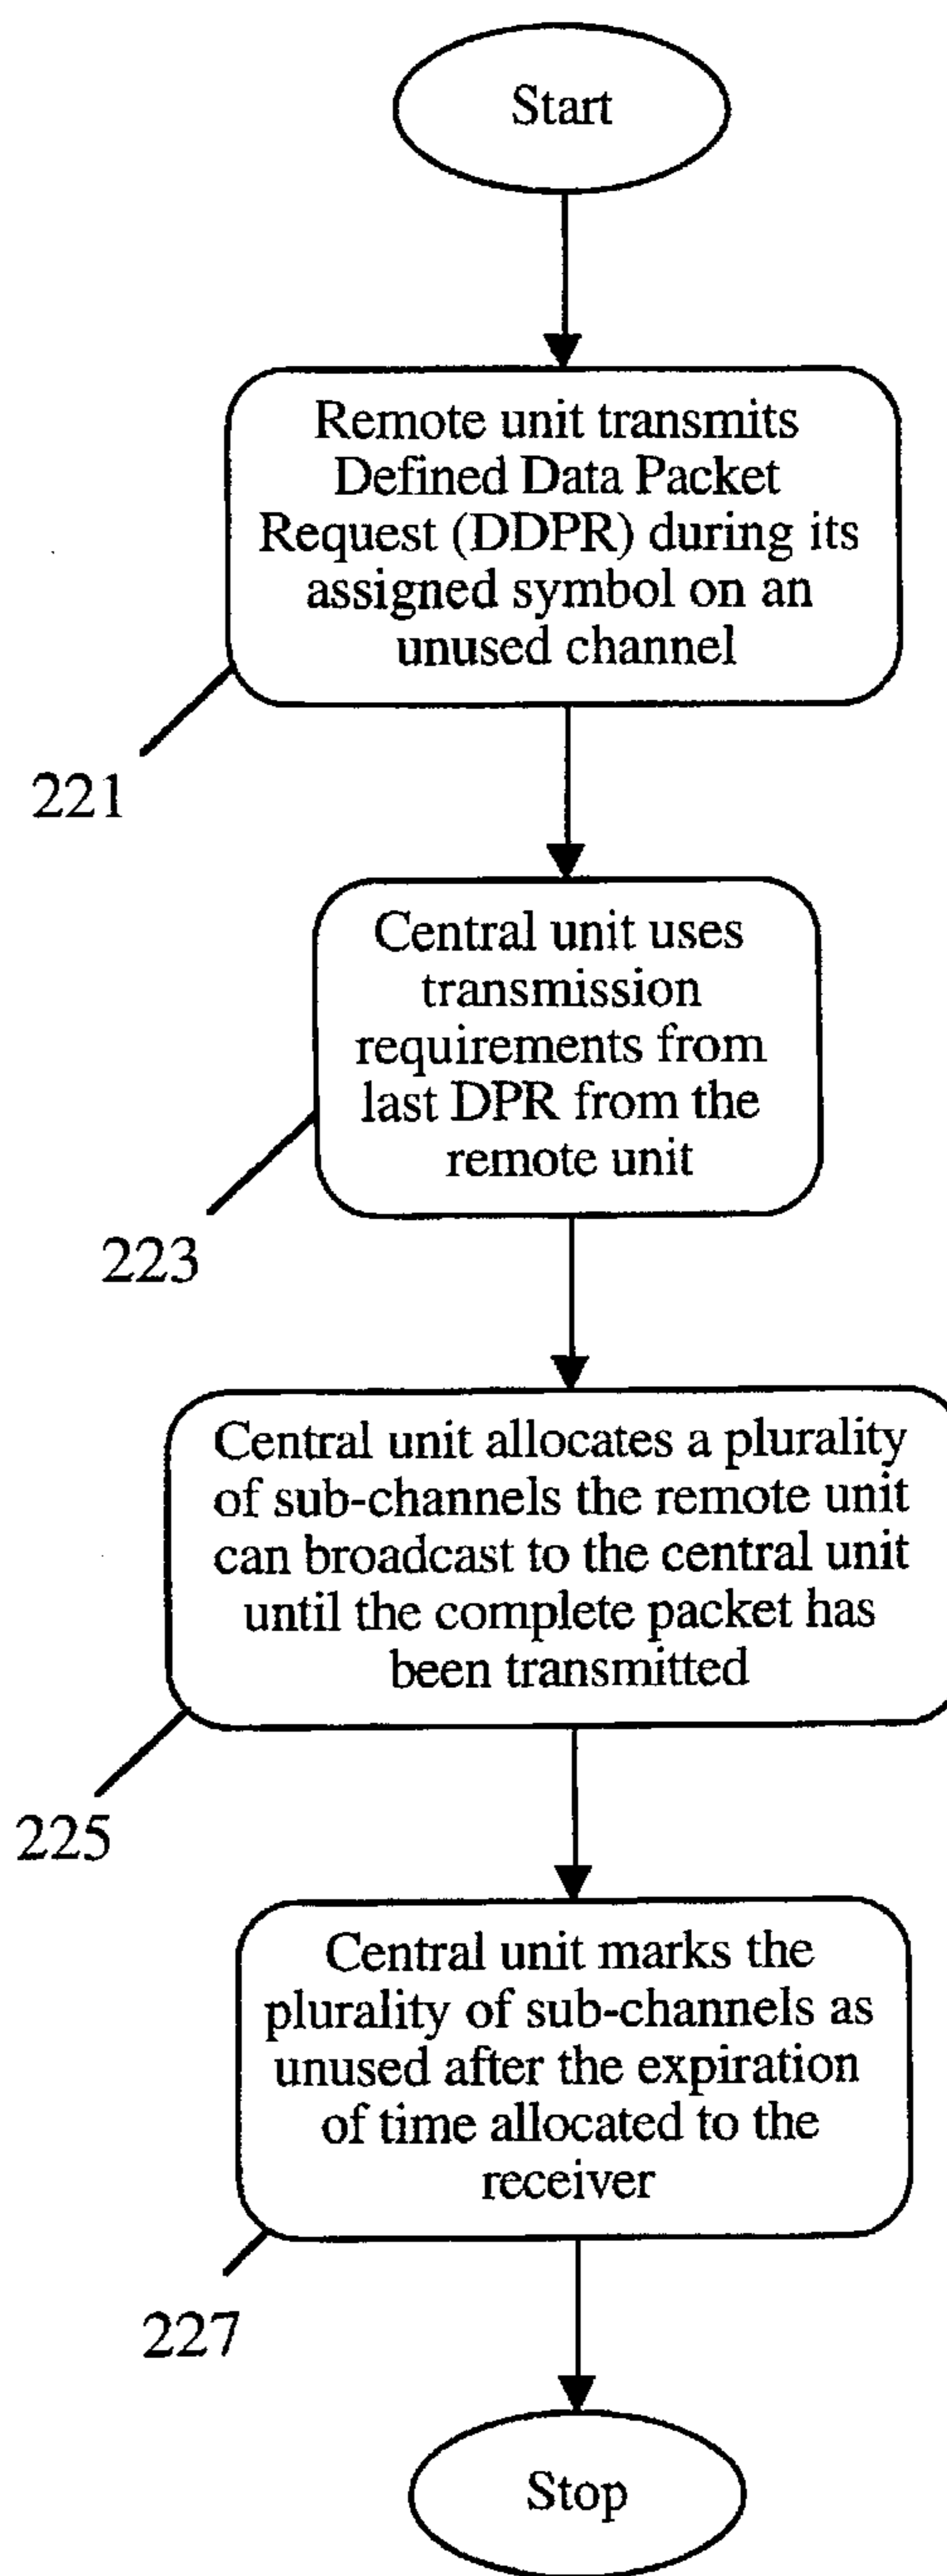 Start
Remote unit transmits
Defined Data Packet
Request (DDPR) during its
assigned symbol on an
unused channel
221
Central unit uses
transmission
requirements from
last DPR from the
remote unit
223
Central unit allocates a plurality
of sub-channels the remote unit
can broadcast to the central unit
until the complete packet has
been transmitted
225
Central unit marks the
plurality of sub-channels as
unused after the expiration
of time allocated to the
receiver
227
Stop